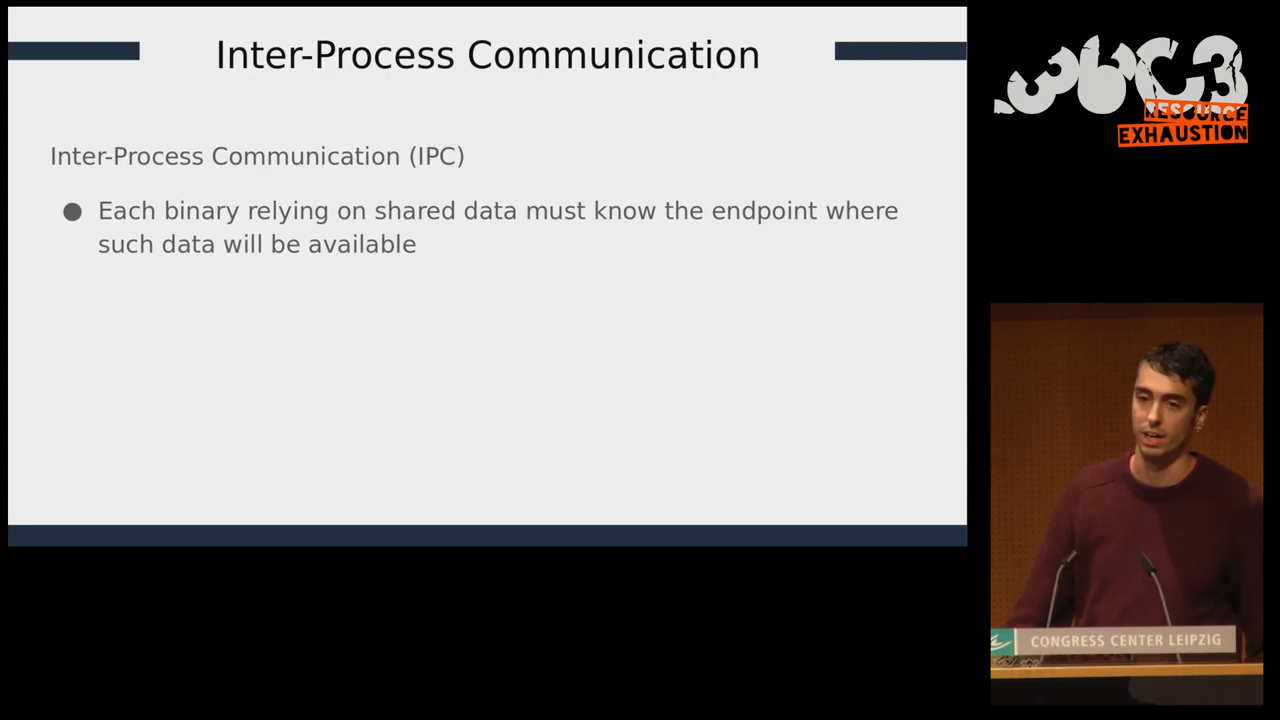 Inter-Process Communication
Inter-Process Communication (IPC)
● Each binary relying on shared data must know the endpoint where
such data will be available
36C3
RESOURCE
EXHAUSTION
CONGRESS CENTER LEIPZIG